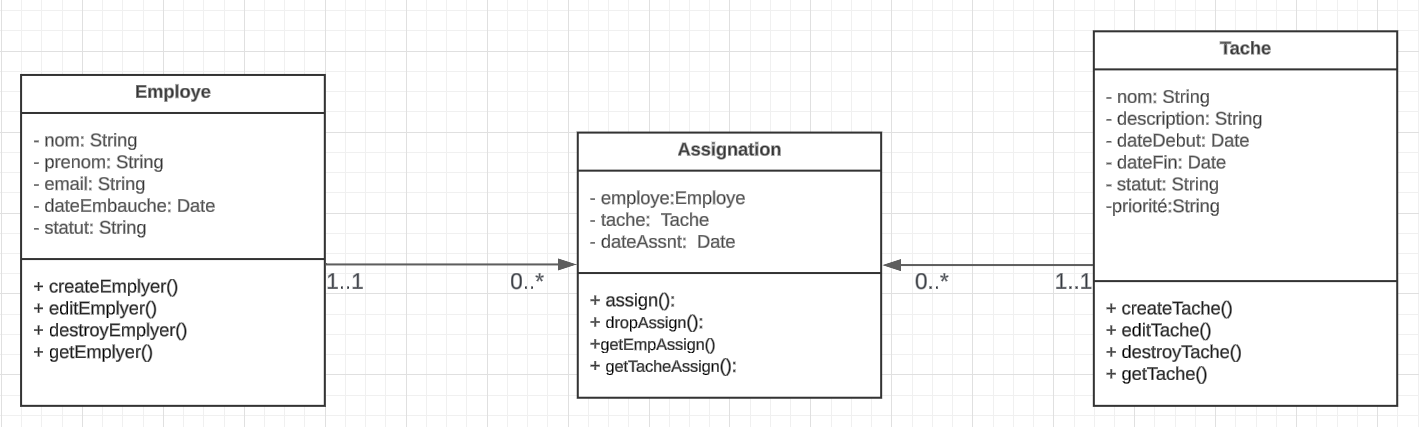 Employe
- nom: String
- prenom: String
- email: String
- dateEmbauche: Date
- statut: String
+ createEmplyer()
+ editEmplyer()
+ destroyEmplyer()
+ getEmplyer()
1..1
0..*
Assignation
- employe:Employe
- tache: Tache
- dateAssnt: Date
+ assign():
+ dropAssign():
+getEmpAssign()
+ getTacheAssign():
0..*
1..1
Tache
- nom: String
- description: String
- dateDebut: Date
- dateFin: Date
- statut: String
-priorité:String
+ createTache()
+ editTache()
+ destroyTache()
+ getTache()